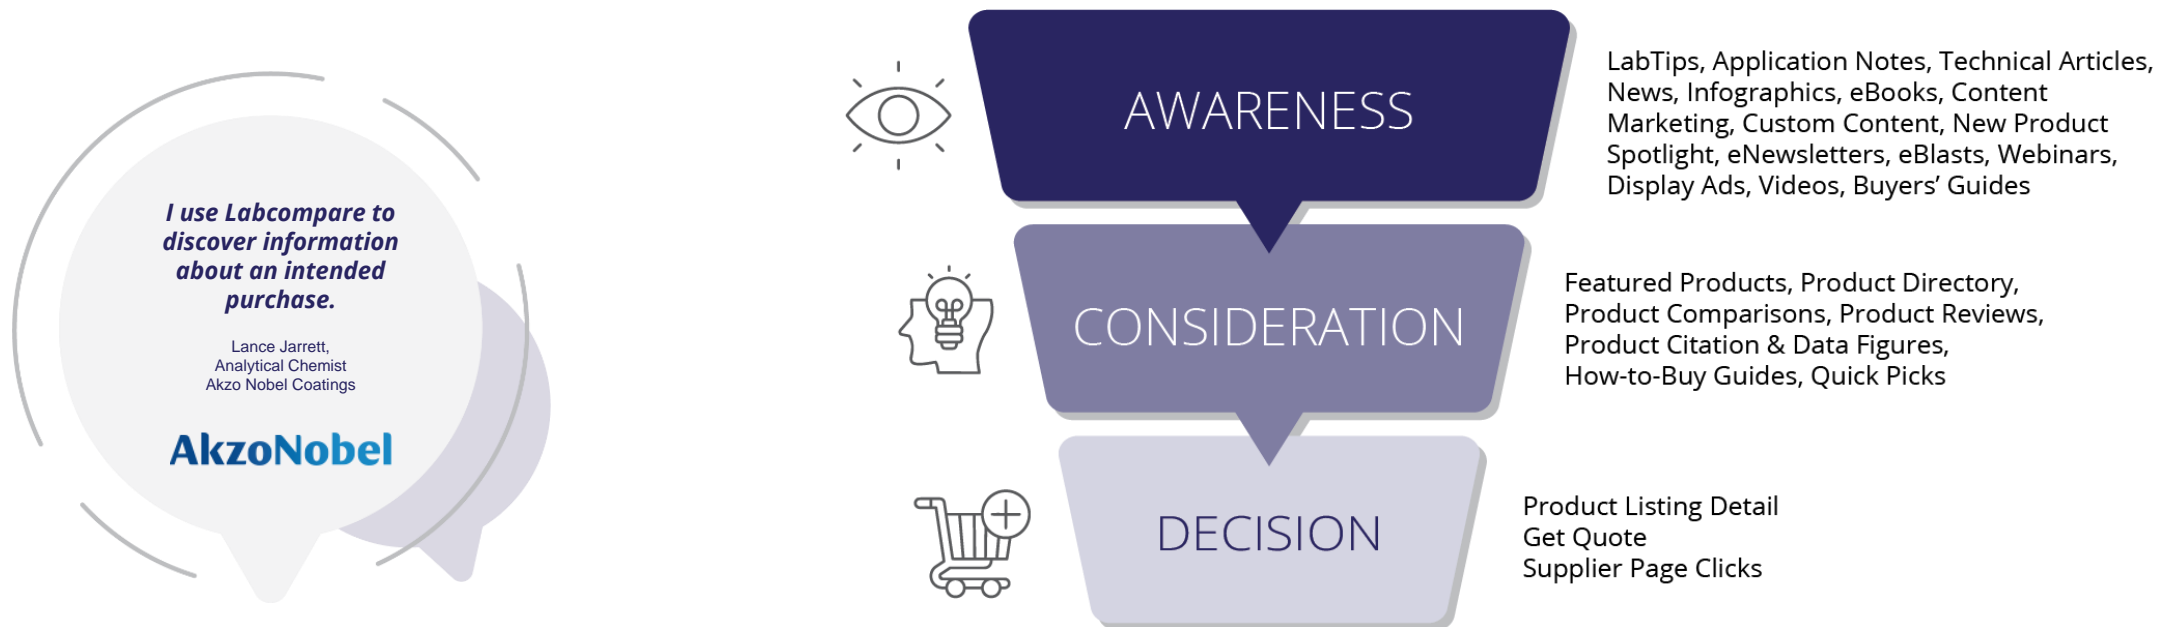 I use Labcompare to
discover information
about an intended
purchase.
Lance Jarrett,
Analytical Chemist
Akzo Nobel Coatings
AkzoNobel
AWARENESS
LabTips, Application Notes, Technical Articles,
News, Infographics, eBooks, Content
Marketing, Custom Content, New Product
Spotlight, eNewsletters, eBlasts, Webinars,
Display Ads, Videos, Buyers’ Guides
CONSIDERATION
Featured Products, Product Directory,
Product Comparisons, Product Reviews,
Product Citation & Data Figures,
How-to-Buy Guides, Quick Picks
DECISION
Product Listing Detail
Get Quote
Supplier Page Clicks